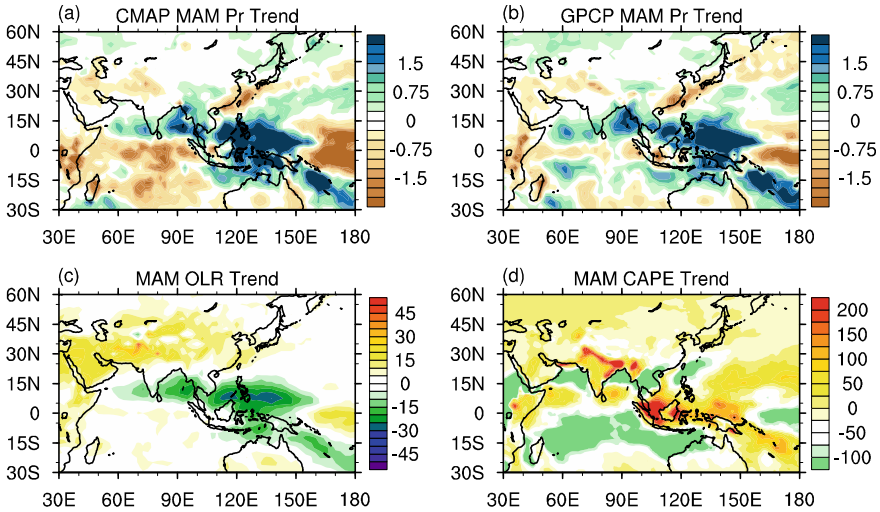 (a) CMAP MAM Pr Trend
60N
45N
30N
15N
0
15S
30S
30E 60E 90E 120E 150E 180
1.5
0.75
0
-0.75
-1.5
(b) GPCP MAM Pr Trend
60N
45N
30N
15N
0
15S
30S
30E 60E 90E 120E 150E 180
1.5
0.75
0
-0.75
-1.5
(c) MAM OLR Trend
60N
45N
30N
15N
0
15S
30S
30E 60E 90E 120E 150E 180
45
30
15
0
-15
-30
-45
(d) MAM CAPE Trend
60N
45N
30N
15N
0
15S
30S
30E 60E 90E 120E 150E 180
200
150
100
50
0
-50
-100